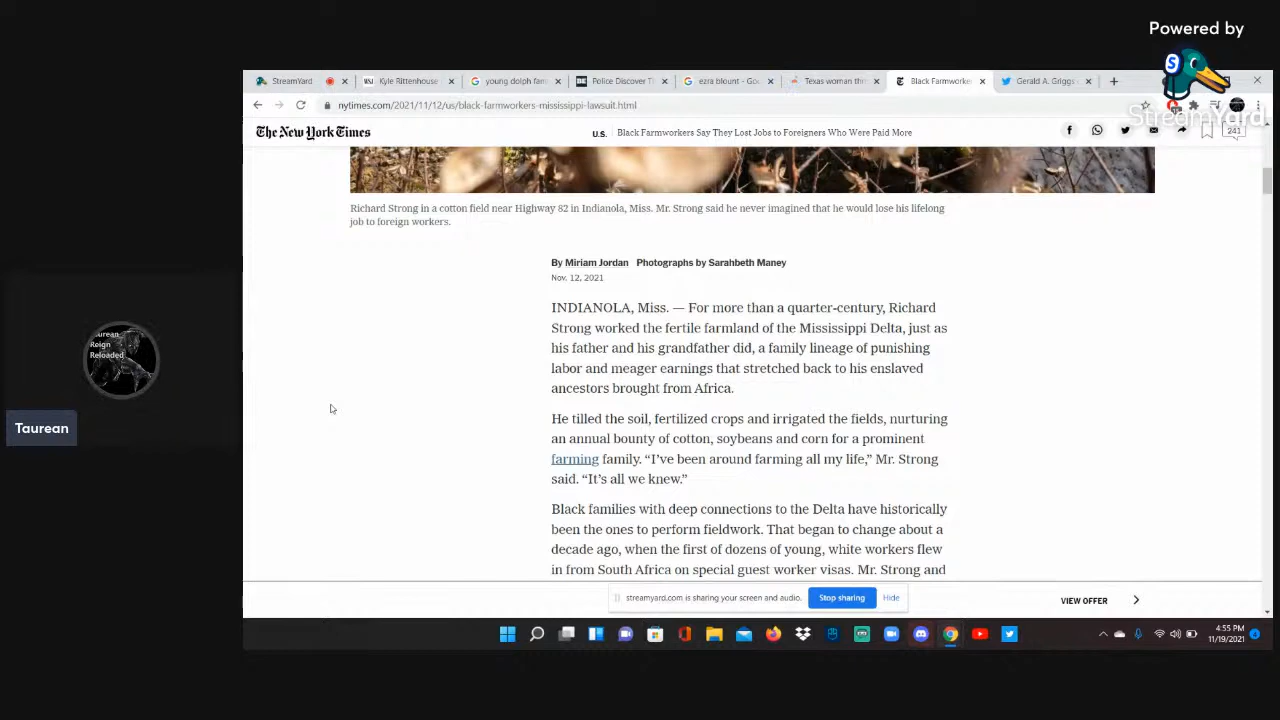 Powered by
S
StreamYard
StreamYard
Kyle Rittenhouse
young dolph fam
Police Discover Th
ezra blount - Go
Texas woman thr
Black Farmworke
Gerald A. Griggs
nytimes.com/2021/11/12/us/black-farmworkers-mississippi-lawsuit.html
The New York Times
U.S.
Black Farmworkers Say They Lost Jobs to Foreigners Who Were Paid More
241
Richard Strong in a cotton field near Highway 82 in Indianola, Miss. Mr. Strong said he never imagined that he would lose his lifelong
job to foreign workers.
By Miriam Jordan Photographs by Sarahbeth Maney
Nov. 12, 2021
INDIANOLA, Miss. — For more than a quarter-century, Richard
Strong worked the fertile farmland of the Mississippi Delta, just as
his father and his grandfather did, a family lineage of punishing
labor and meager earnings that stretched back to his enslaved
ancestors brought from Africa.
He tilled the soil, fertilized crops and irrigated the fields, nurturing
an annual bounty of cotton, soybeans and corn for a prominent
farming family. “I’ve been around farming all my life,” Mr. Strong
said. “It’s all we knew.”
Black families with deep connections to the Delta have historically
been the ones to perform fieldwork. That began to change about a
decade ago, when the first of dozens of young, white workers flew
in from South Africa on special guest worker visas. Mr. Strong and
streamyard.com is sharing your screen and audio.
Stop sharing
Hide
VIEW OFFER
4:55 PM
11/19/2021
Reign
Reloaded
Taurean